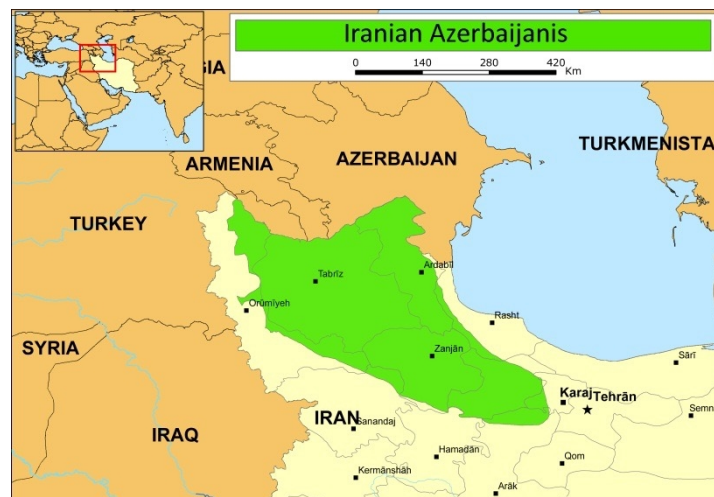 Iranian Azerbaijanis
0 140 280 420
Km
GIA
ARMENIA
AZERBAIJAN
TURKMENISTA
TURKEY
Ardabīl
Tabrīz
Orūmīyeh
Rasht
SYRIA
Zanjān
Sārī
Karaj
Tehrān
IRAN
Semn
Sanandaj
IRAQ
Hamadān
Qom
Kermānshāh
Arāk